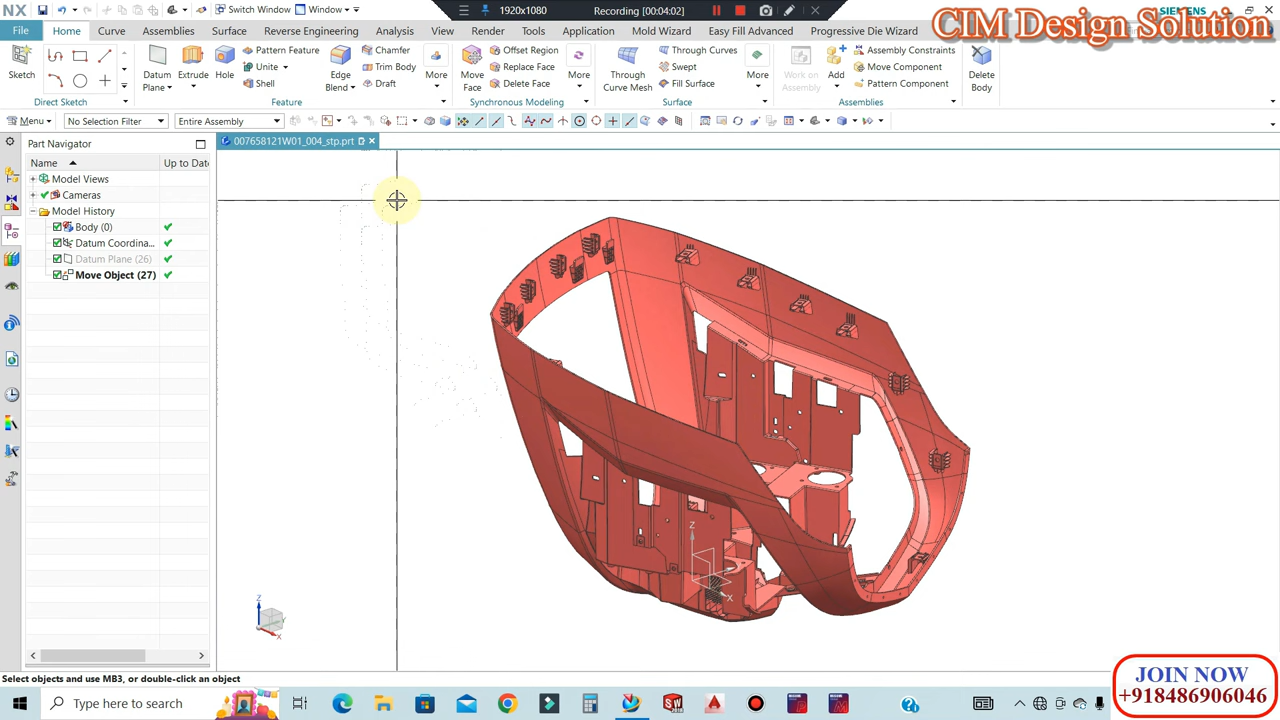 NX
Switch Window
Window
1920x1080
Recording [00:04:02]
SIEMENS
CIM Design Solution
File
Home
Curve
Assemblies
Surface
Reverse Engineering
Analysis
View
Render
Tools
Application
Mold Wizard
Easy Fill Advanced
Progressive Die Wizard
Sketch
Direct Sketch
Datum Plane
Extrude
Hole
Pattern Feature
Unite
Shell
Edge Blend
Chamfer
Trim Body
Draft
More
Feature
Move Face
Offset Region
Replace Face
Delete Face
More
Synchronous Modeling
Through Curve Mesh
Through Curves
Swept
Fill Surface
More
Surface
Work on Assembly
Add
Assembly Constraints
Move Component
Pattern Component
Assemblies
Delete Body
Menu
No Selection Filter
Entire Assembly
Part Navigator
007658121W01_004_stp.prt
Name
Up to Date
Model Views
Cameras
Model History
Body (0)
Datum Coordina...
Datum Plane (26)
Move Object (27)
Z
X
Z
X
Select objects and use MB3, or double-click an object
JOIN NOW
+918486906046
Type here to search